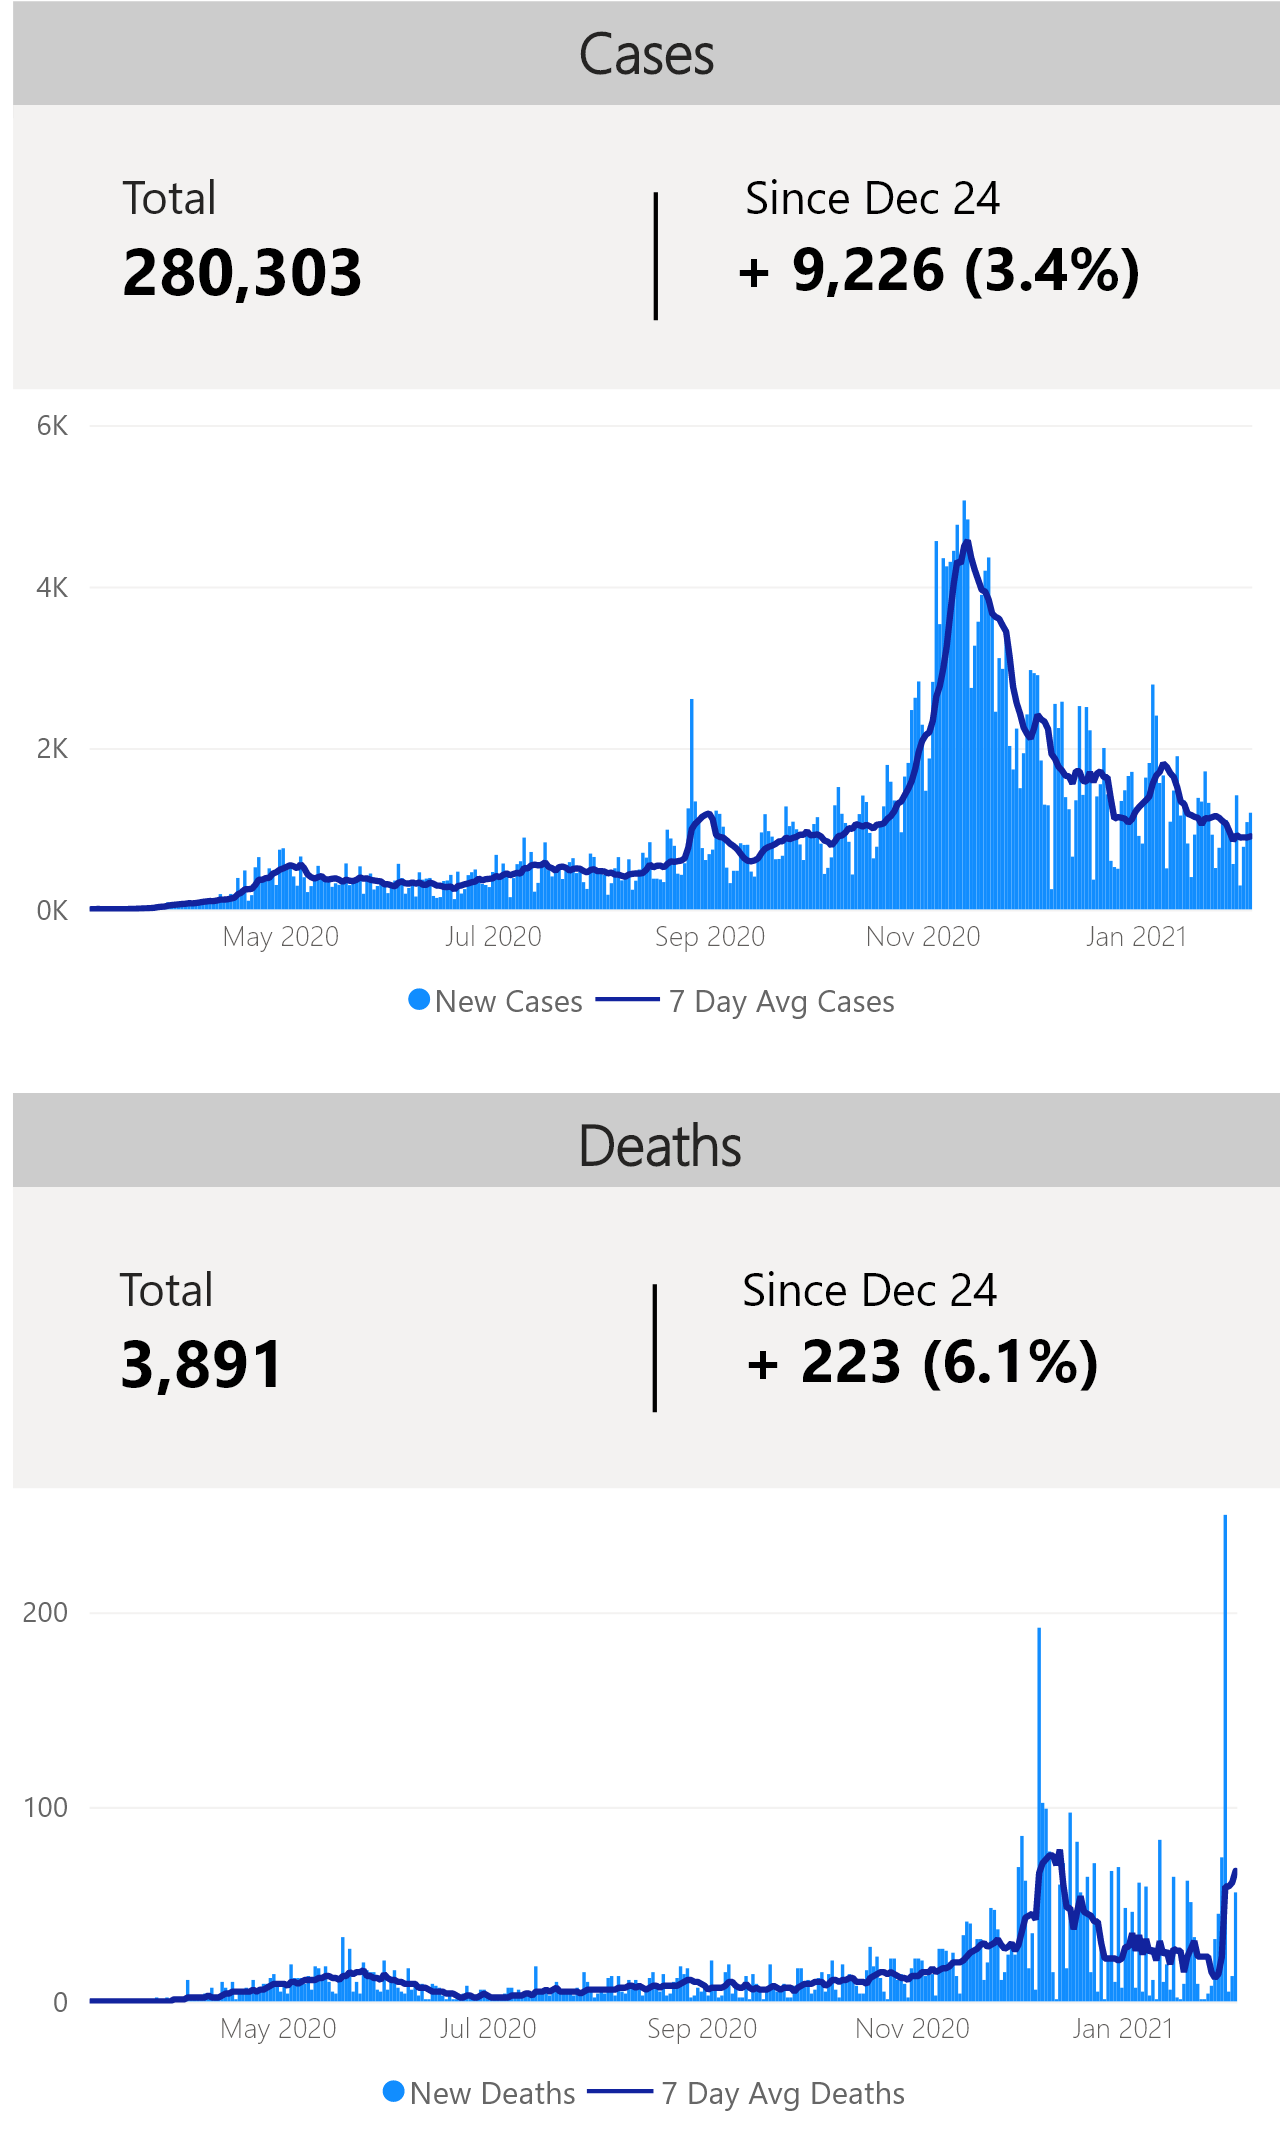 Cases
Total
Since Dec 24
280,303
+ 9,226 (3.4%)
6K
4K
2K
0K
May 2020
Jul 2020
Sep 2020
Nov 2020
Jan 2021
New Cases
7 Day Avg Cases
Deaths
Total
Since Dec 24
3,891
+ 223 (6.1%)
200
100
0
May 2020
Jul 2020
Sep 2020
Nov 2020
Jan 2021
New Deaths
7 Day Avg Deaths